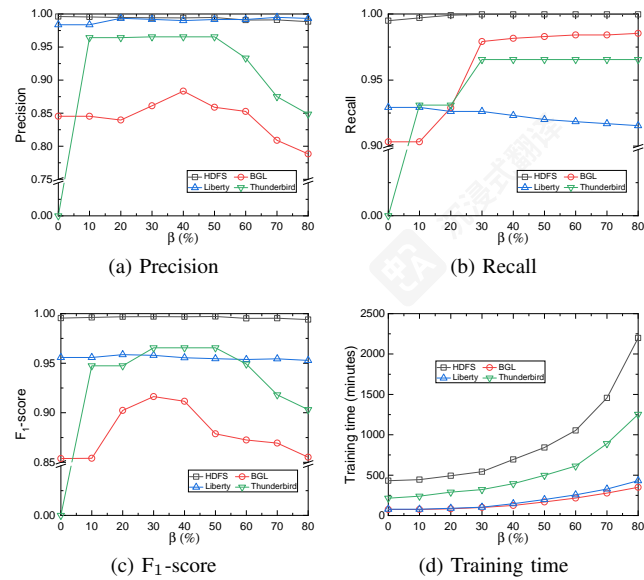 1.00
0.95
0.90
0.85
0.80
0.75
0.00
Precision
HDFS BGL
Liberty Thunderbird
0 10 20 30 40 50 60 70 80
β (%)
(a) Precision
1.00
0.95
0.90
0.00
Recall
HDFS BGL
Liberty Thunderbird
0 10 20 30 40 50 60 70 80
β (%)
(b) Recall
沉浸式翻译
1.00
0.95
0.90
0.85
0.00
F₁-score
HDFS BGL
Liberty Thunderbird
0 10 20 30 40 50 60 70 80
β (%)
(c) F₁-score
2500
2000
1500
1000
500
0
Training time (minutes)
HDFS BGL
Liberty Thunderbird
0 10 20 30 40 50 60 70 80
β (%)
(d) Training time